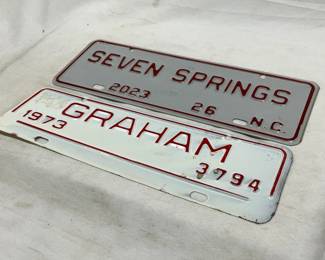 SEVEN SPRINGS
2023 26 N.C.
GRAHAM
1973 3794